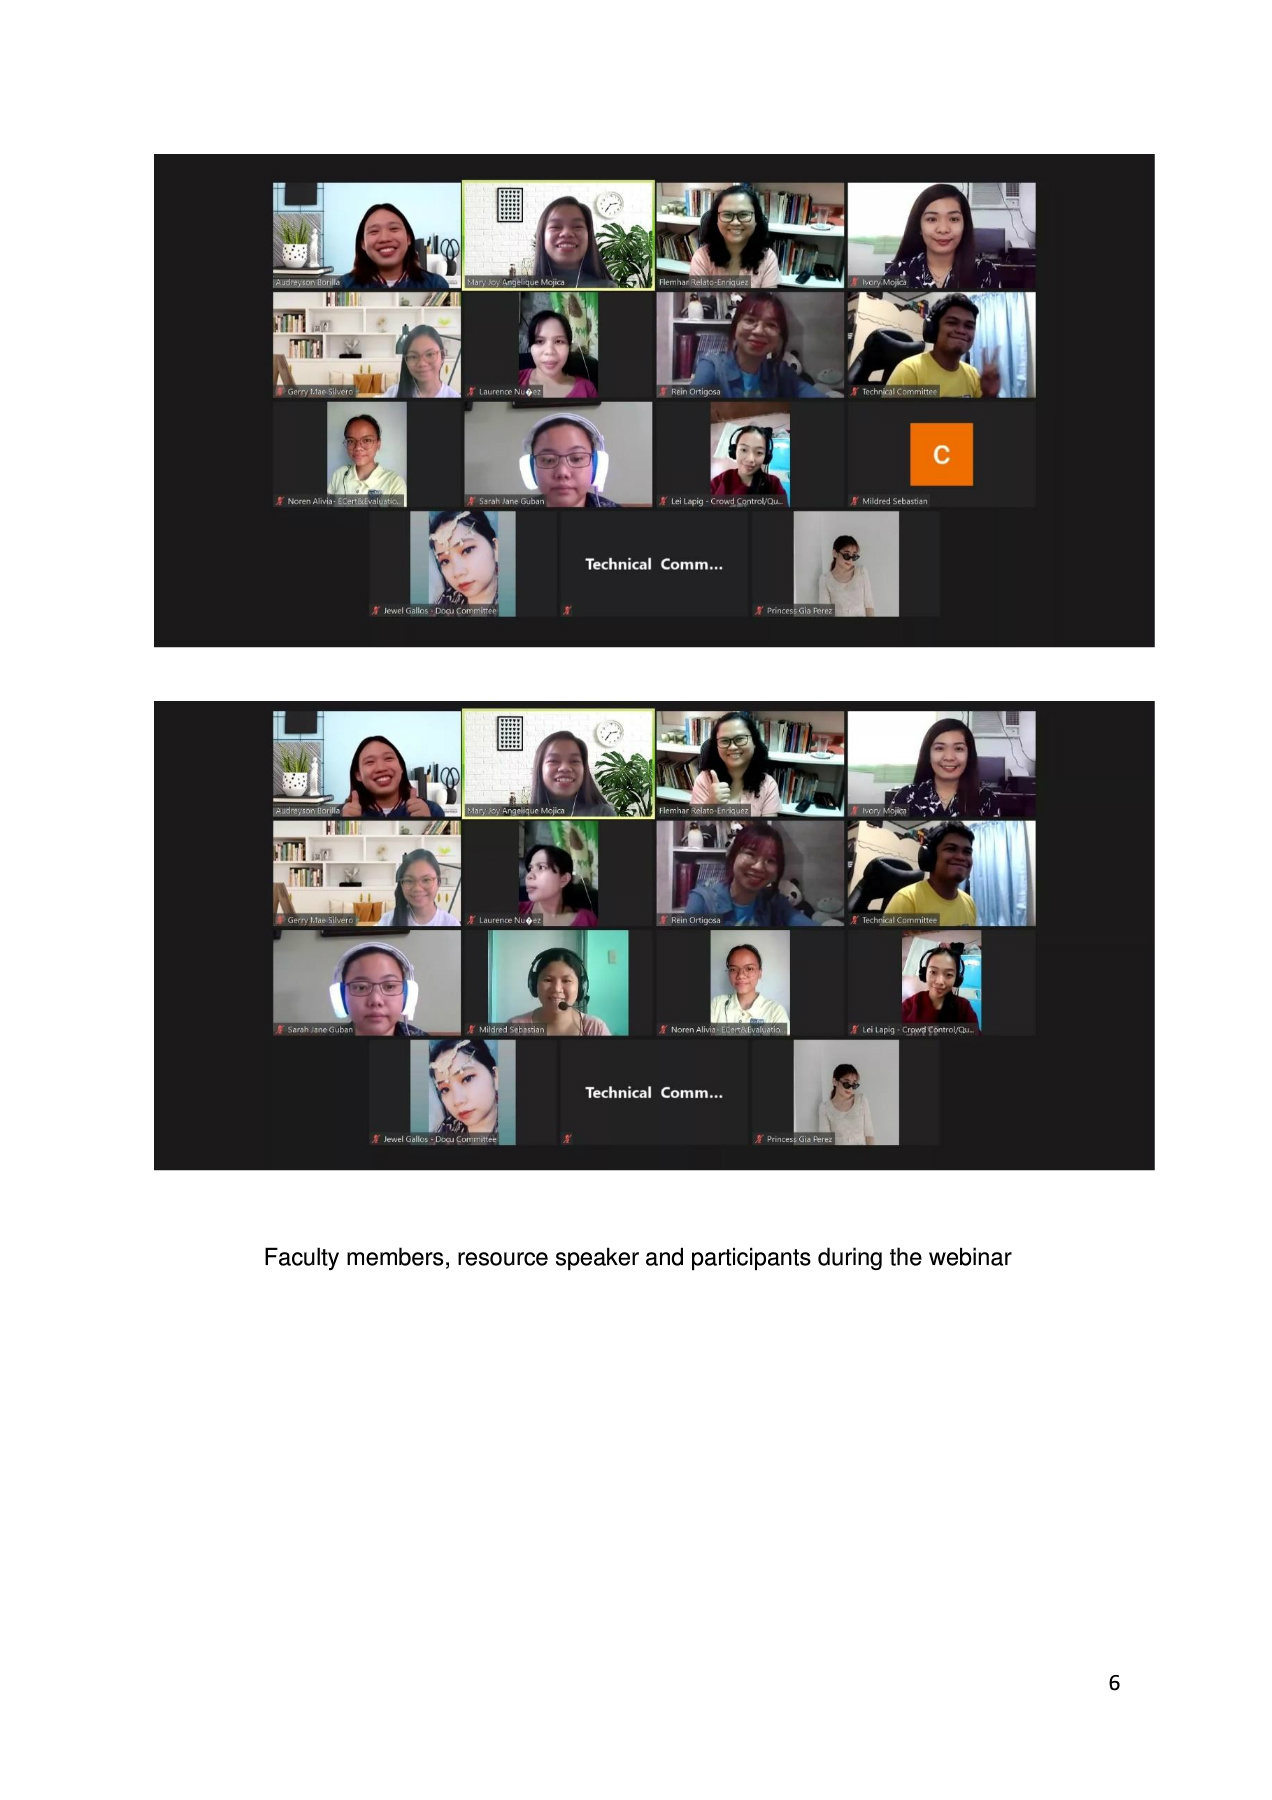 Audreyson Borilla
Mary Joy Angelique Mojica
Flemhar Relato-Enriquez
Ivory Mojica
Gerry Mae Silvero
Laurence Nu�ez
Rein Ortigosa
Technical Committee
Noren Alivia- ECert&Evaluatio...
Sarah Jane Guban
Lei Lapig - Crowd Control/Qu...
C
Mildred Sebastian
Jewel Gallos - Docu Committee
Technical Comm...
Princess Gia Perez
Audreyson Borilla
Mary Joy Angelique Mojica
Flemhar Relato-Enriquez
Ivory Mojica
Gerry Mae Silvero
Laurence Nu�ez
Rein Ortigosa
Technical Committee
Sarah Jane Guban
Mildred Sebastian
Noren Alivia- ECert&Evaluatio...
Lei Lapig - Crowd Control/Qu...
Jewel Gallos - Docu Committee
Technical Comm...
Princess Gia Perez
Faculty members, resource speaker and participants during the webinar
6